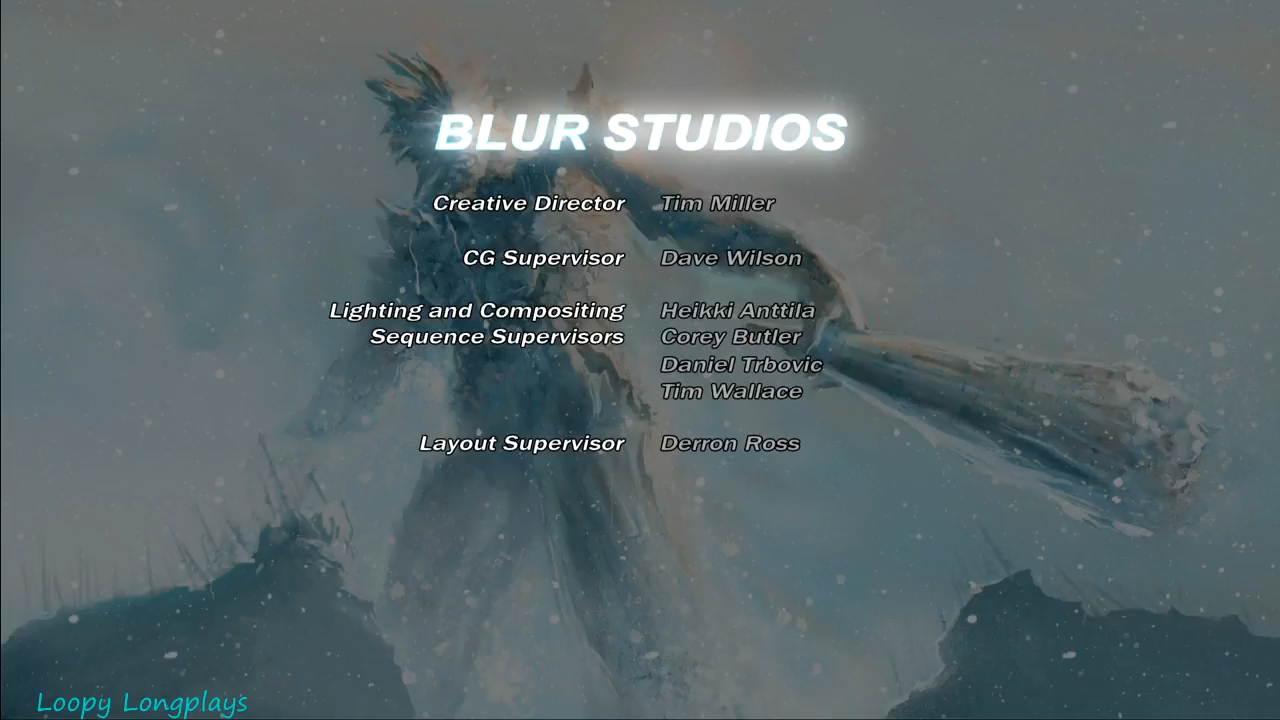 BLUR STUDIOS
Creative Director Tim Miller
CG Supervisor Dave Wilson
Lighting and Compositing Heikki Anttila
Sequence Supervisors Corey Butler
Daniel Trbovic
Tim Wallace
Layout Supervisor Derron Ross
Loopy Longplays